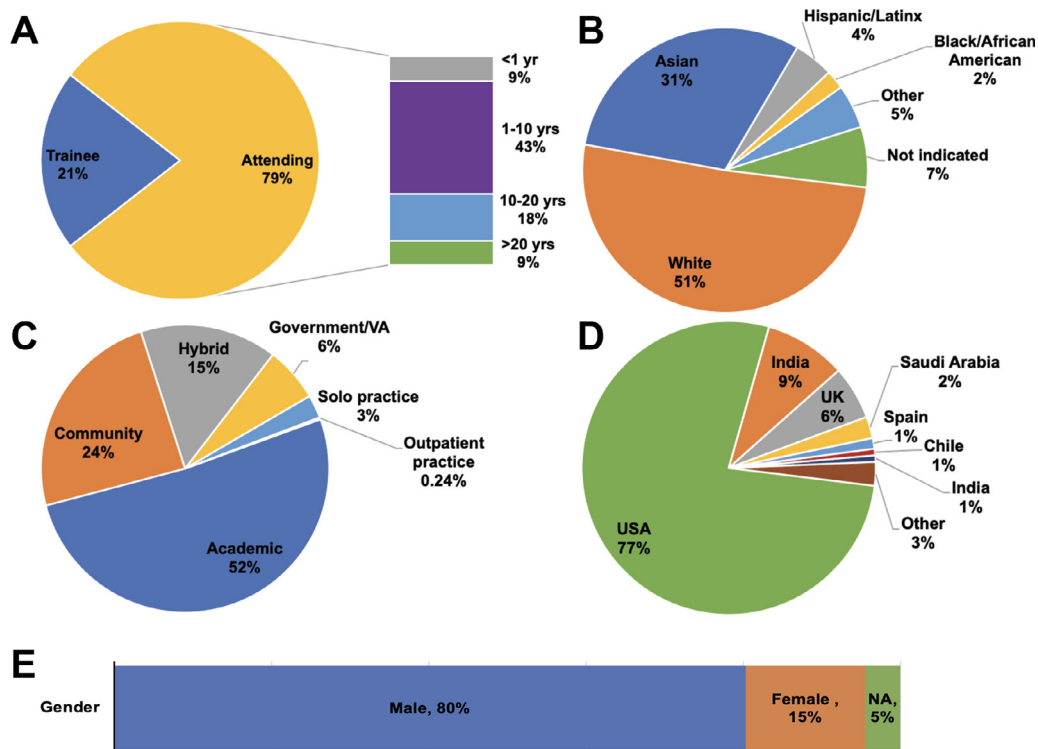 A
Trainee
21%
Attending
79%
<1 yr
9%
1-10 yrs
43%
10-20 yrs
18%
>20 yrs
9%
B
Asian
31%
Hispanic/Latinx
4%
Black/African
American
2%
Other
5%
Not indicated
7%
White
51%
C
Hybrid
15%
Government/VA
6%
Solo practice
3%
Outpatient
practice
0.24%
Community
24%
Academic
52%
D
India
9%
UK
6%
Saudi Arabia
2%
Spain
1%
Chile
1%
India
1%
Other
3%
USA
77%
E
Gender
Male, 80%
Female ,
15%
NA,
5%